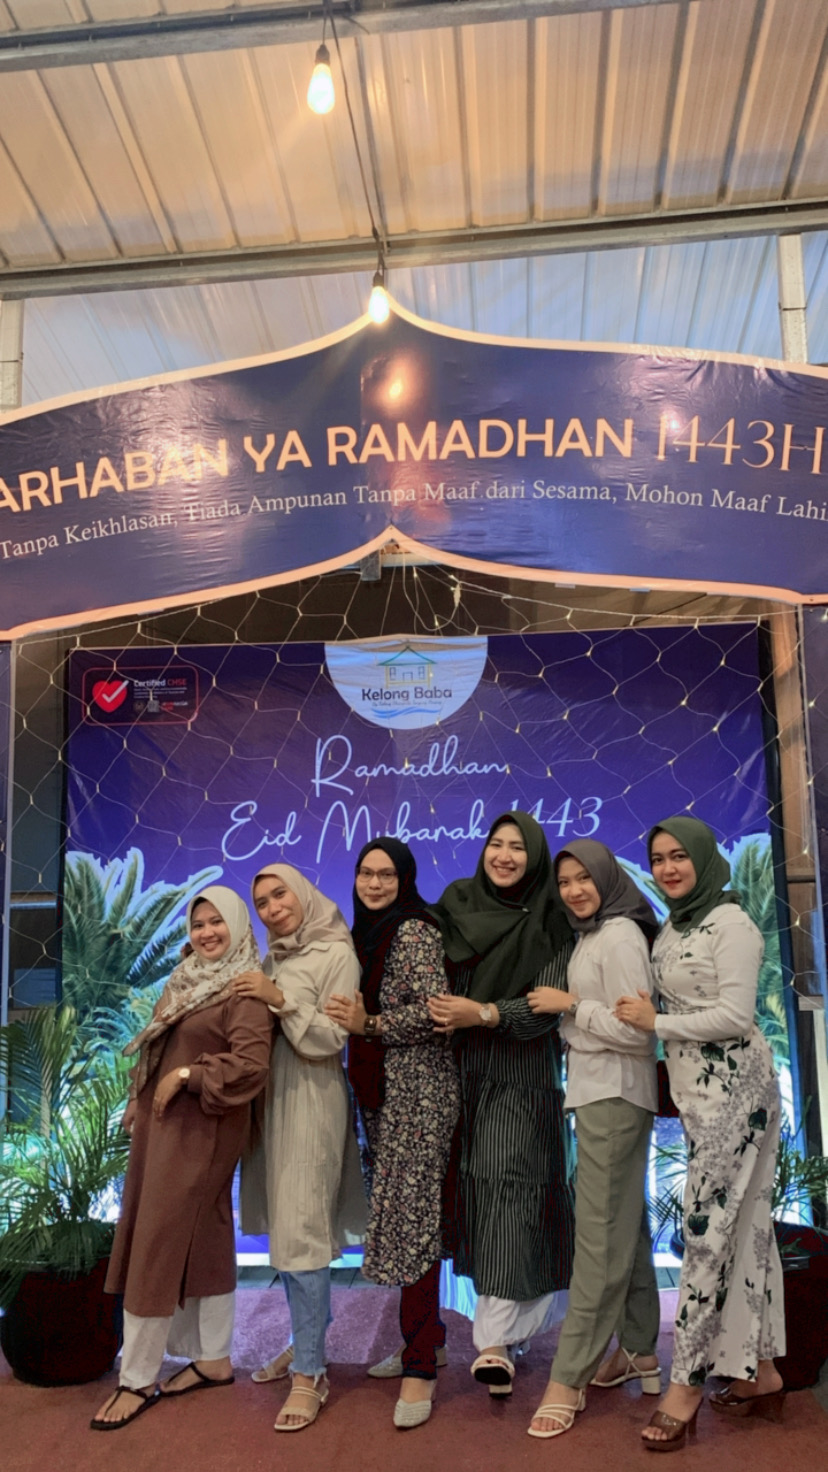 ARHABAN YA RAMADHAN 1443H
Tanpa Keikhlasan, Tiada Ampunan Tanpa Maaf dari Sesama, Mohon Maaf Lahi
Certified CHSE
Kelong Baba
Ramadhan
Eid Mubarak 1443